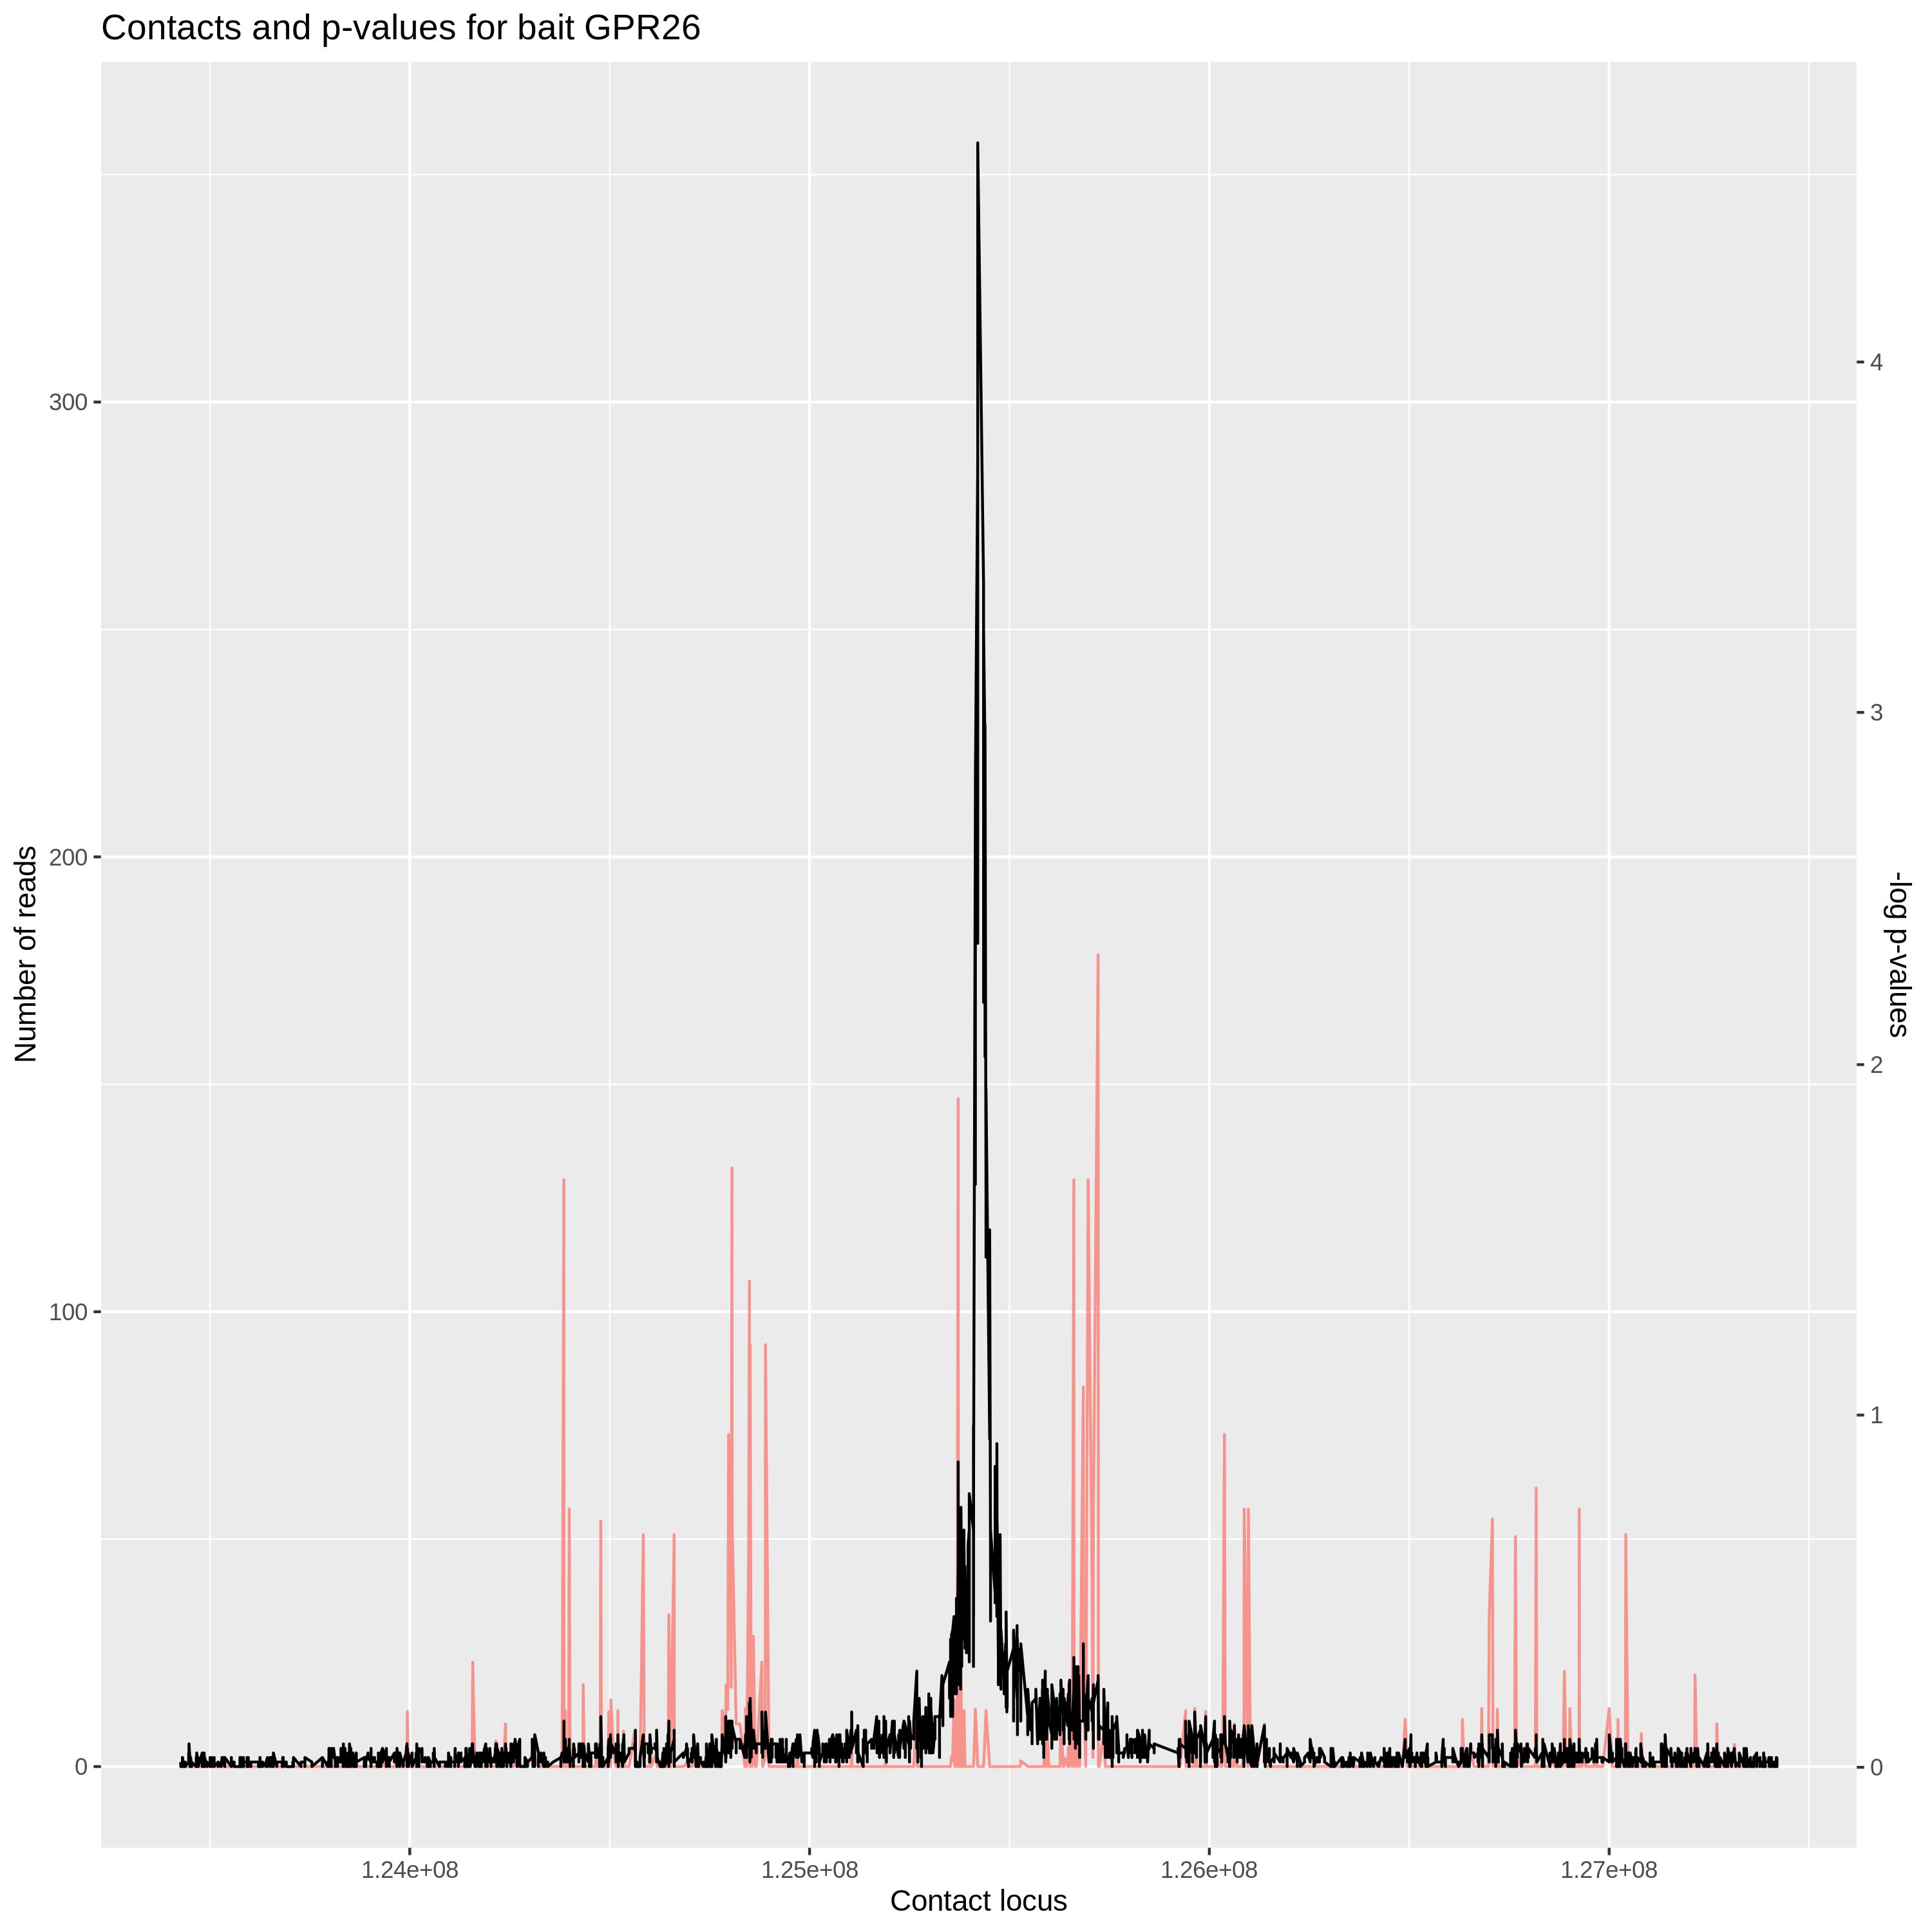 Contacts and p-values for bait GPR26
Number of reads
300
200
100
0
4
3
2
1
0
-log p-values
1.24e+08
1.25e+08
1.26e+08
1.27e+08
Contact locus